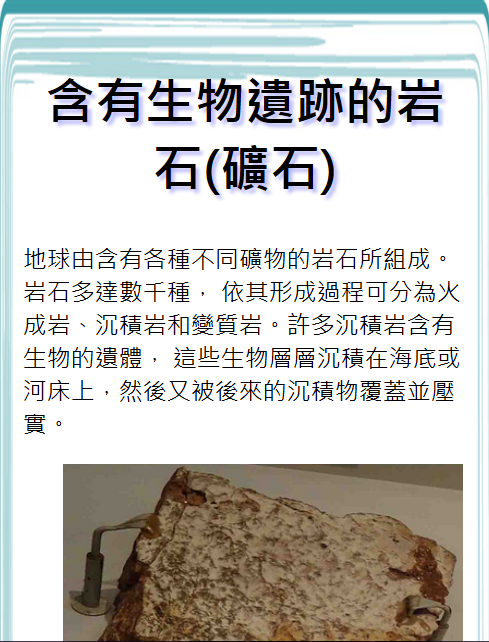 含有生物遺跡的岩
石(礦石)
地球由含有各種不同礦物的岩石所組成。
岩石多達數千種， 依其形成過程可分為火
成岩、沉積岩和變質岩。許多沉積岩含有
生物的遺體， 這些生物層層沉積在海底或
河床上，然後又被後來的沉積物覆蓋並壓
實。